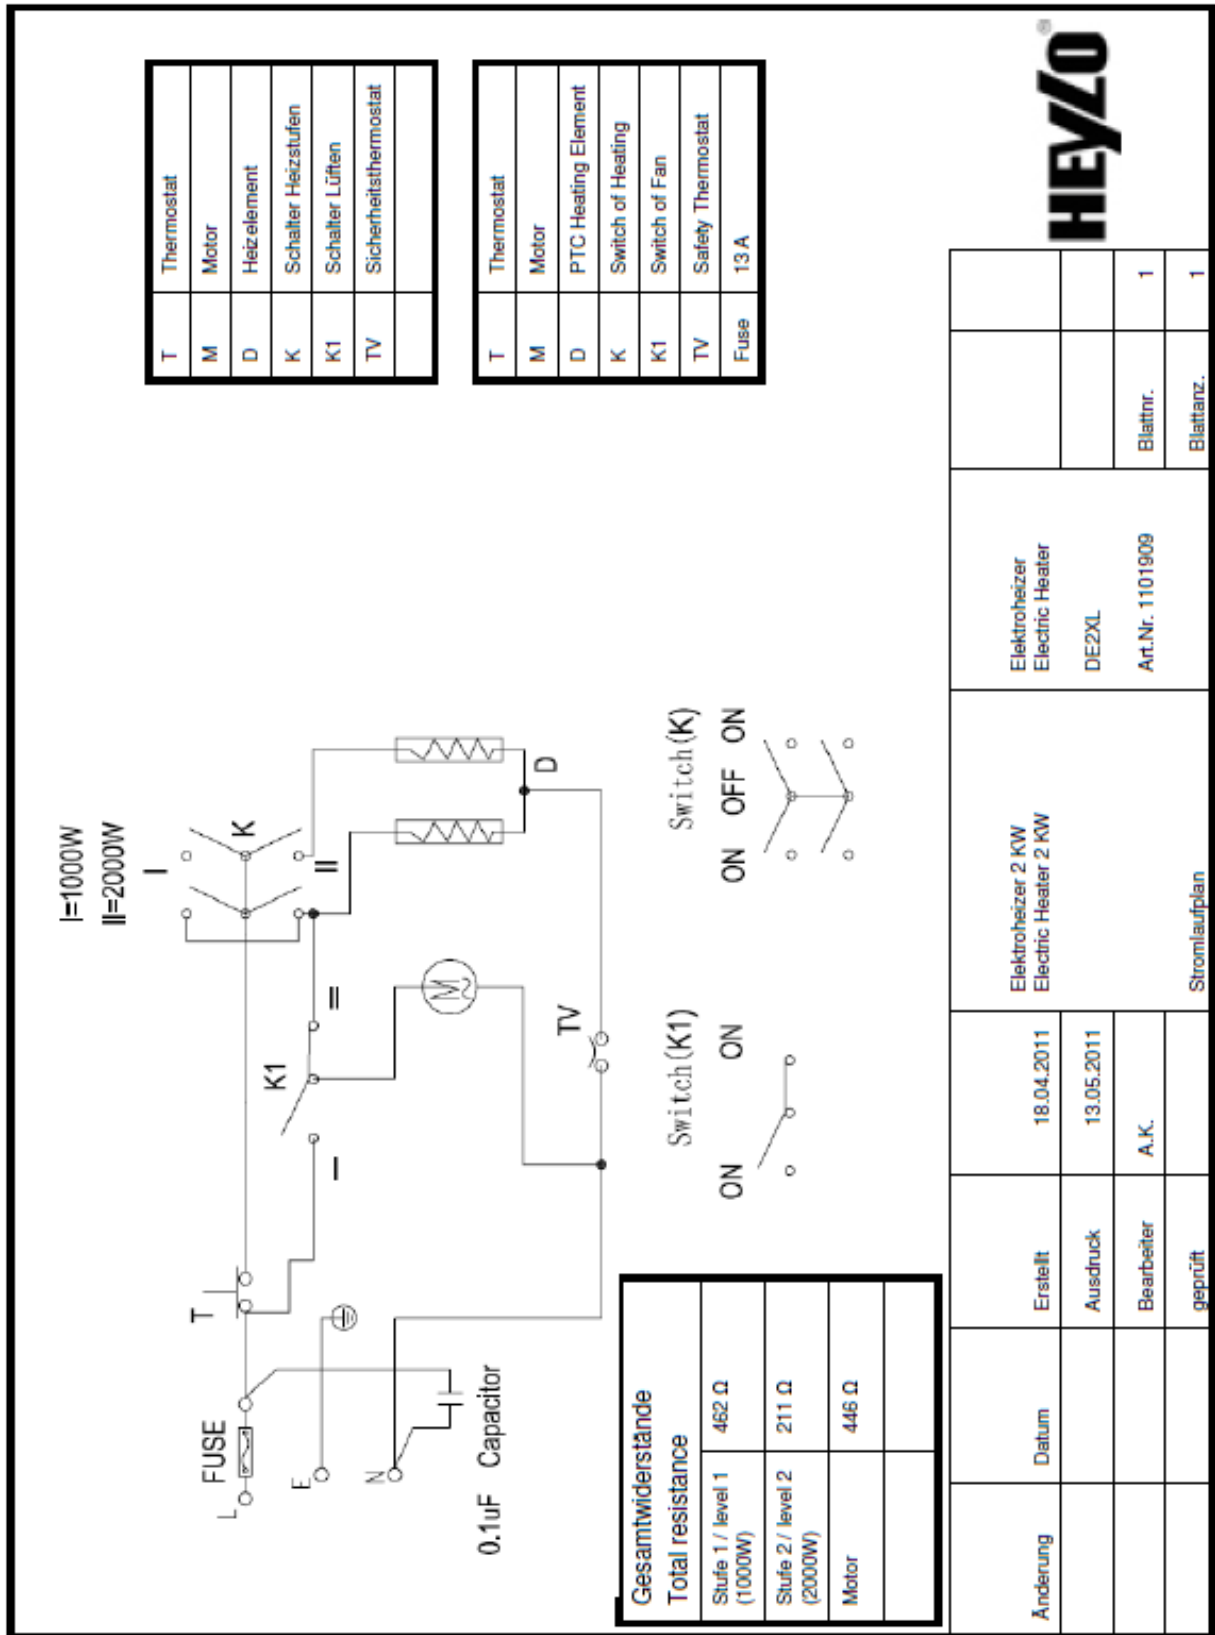 I=1000W
II=2000W
I
K
II
L
FUSE
T
K1
I
II
E
N
0.1uF Capacitor
M
TV
D
Switch(K1)
ON ON
Switch(K)
ON OFF ON
T Thermostat
M Motor
D Heizelement
K Schalter Heizstufen
K1 Schalter Lüften
TV Sicherheitsthermostat
T Thermostat
M Motor
D PTC Heating Element
K Switch of Heating
K1 Switch of Fan
TV Safety Thermostat
Fuse 13 A
Gesamtwiderstände
Total resistance
Stufe 1 / level 1 462 Ω
(1000W)
Stufe 2 / level 2 211 Ω
(2000W)
Motor 446 Ω
Änderung Datum Erstellt 18.04.2011
Ausdruck 13.05.2011
Bearbeiter A.K.
geprüft
Elektroheizer 2 KW
Electric Heater 2 KW
Stromlaufplan
Elektroheizer
Electric Heater
DE2XL
Art.Nr. 1101909
Blattnr. 1
Blattanz. 1
HEYLO®